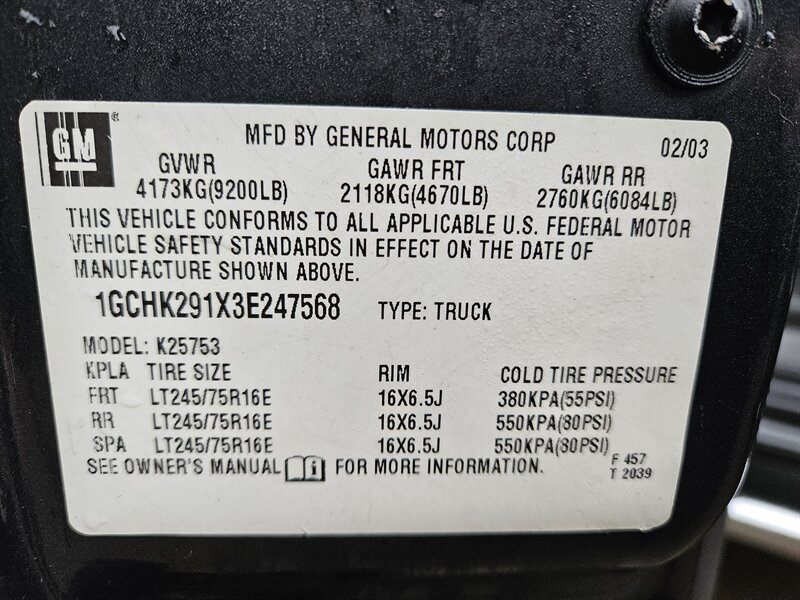 GM®
MFD BY GENERAL MOTORS CORP 02/03
GVWR GAWR FRT GAWR RR
4173KG(9200LB) 2118KG(4670LB) 2760KG(6084LB)
THIS VEHICLE CONFORMS TO ALL APPLICABLE U.S. FEDERAL MOTOR
VEHICLE SAFETY STANDARDS IN EFFECT ON THE DATE OF
MANUFACTURE SHOWN ABOVE.
1GCHK291X3E247568 TYPE: TRUCK
MODEL: K25753
KPLA TIRE SIZE RIM COLD TIRE PRESSURE
FRT LT245/75R16E 16X6.5J 380KPA(55PSI)
RR LT245/75R16E 16X6.5J 550KPA(80PSI)
SPA LT245/75R16E 16X6.5J 550KPA(80PSI)
SEE OWNER'S MANUAL FOR MORE INFORMATION. F 457
T 2039